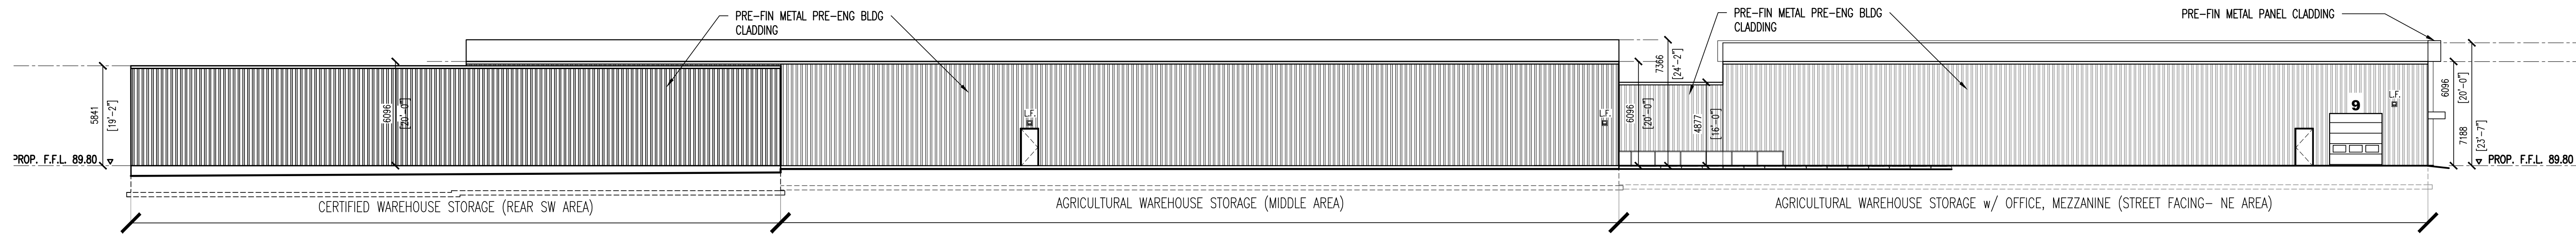 PRE-FIN METAL PRE-ENG BLDG
CLADDING
PRE-FIN METAL PRE-ENG BLDG
CLADDING
PRE-FIN METAL PANEL CLADDING
5841
[19'-2"]
6096
[20'-0"]
L.F.
L.F.
6096
[20'-0"]
7366
[24'-2"]
4877
[16'-0"]
9
L.F.
6096
[20'-0"]
7188
[23'-7"]
PROP. F.F.L. 89.80
PROP. F.F.L. 89.80
CERTIFIED WAREHOUSE STORAGE (REAR SW AREA)
AGRICULTURAL WAREHOUSE STORAGE (MIDDLE AREA)
AGRICULTURAL WAREHOUSE STORAGE w/ OFFICE, MEZZANINE (STREET FACING- NE AREA)